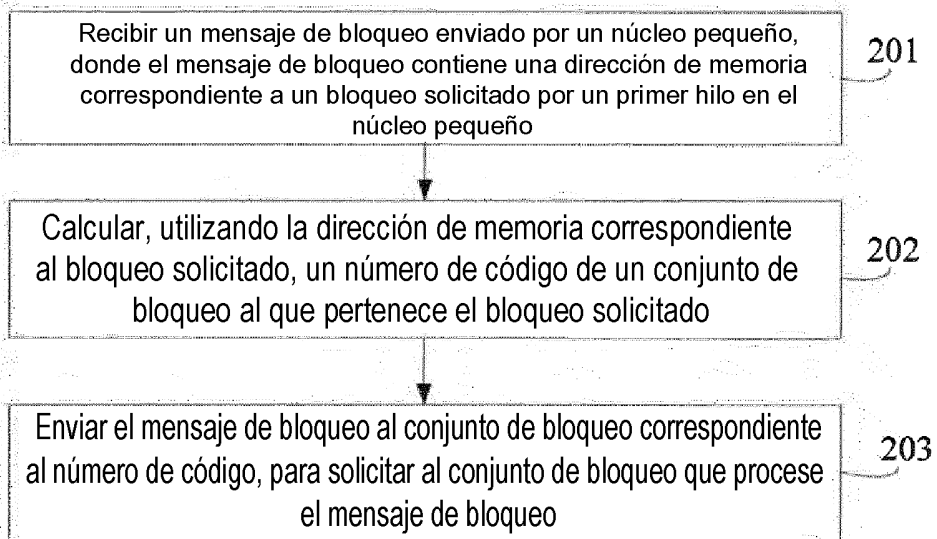 Recibir un mensaje de bloqueo enviado por un núcleo pequeño,
donde el mensaje de bloqueo contiene una dirección de memoria
correspondiente a un bloqueo solicitado por un primer hilo en el
núcleo pequeño
201
Calcular, utilizando la dirección de memoria correspondiente
al bloqueo solicitado, un número de código de un conjunto de
bloqueo al que pertenece el bloqueo solicitado
202
Enviar el mensaje de bloqueo al conjunto de bloqueo correspondiente
al número de código, para solicitar al conjunto de bloqueo que procese
el mensaje de bloqueo
203